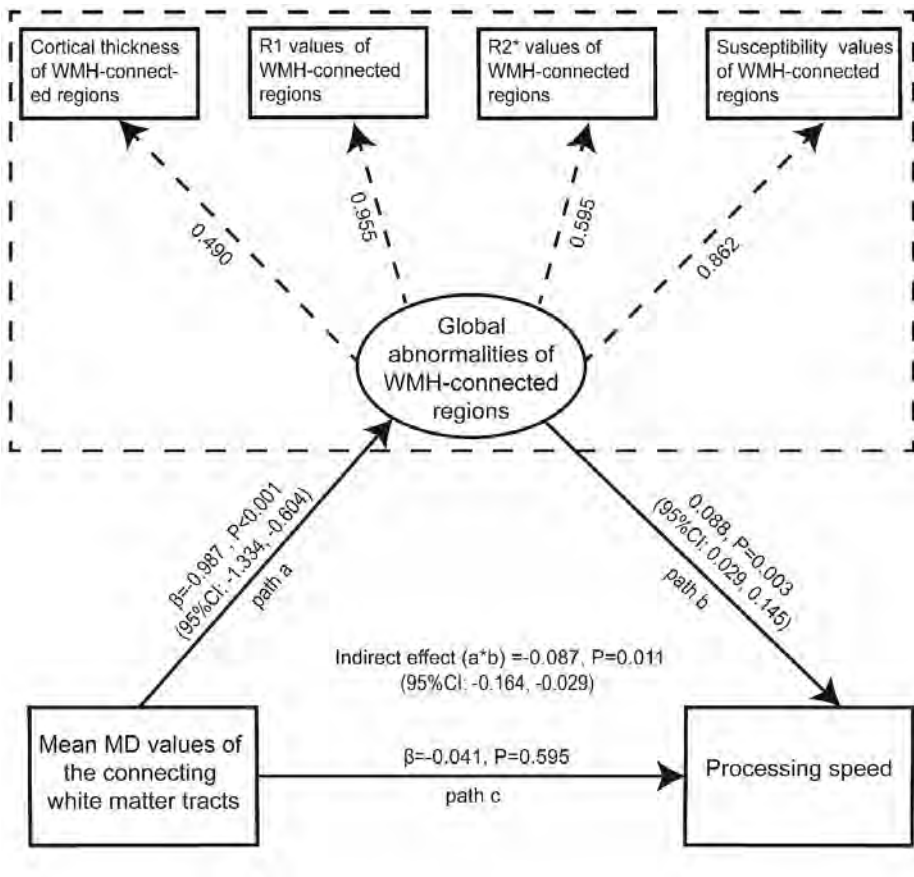 Cortical thickness
of WMH-connect-
ed regions
R1 values of
WMH-connected
regions
R2* values of
WMH-connected
regions
Susceptibility values
of WMH-connected
regions
0.490
0.955
0.595
0.862
Global
abnormalities of
WMH-connected
regions
β=-0.987 , P<0.001
(95%CI: -1.334, -0.604)
path a
0.088, P=0.003
(95%CI: 0.029, 0.145)
path b
Indirect effect (a*b) =-0.087, P=0.011
(95%CI: -0.164, -0.029)
Mean MD values of
the connecting
white matter tracts
β=-0.041, P=0.595
path c
Processing speed